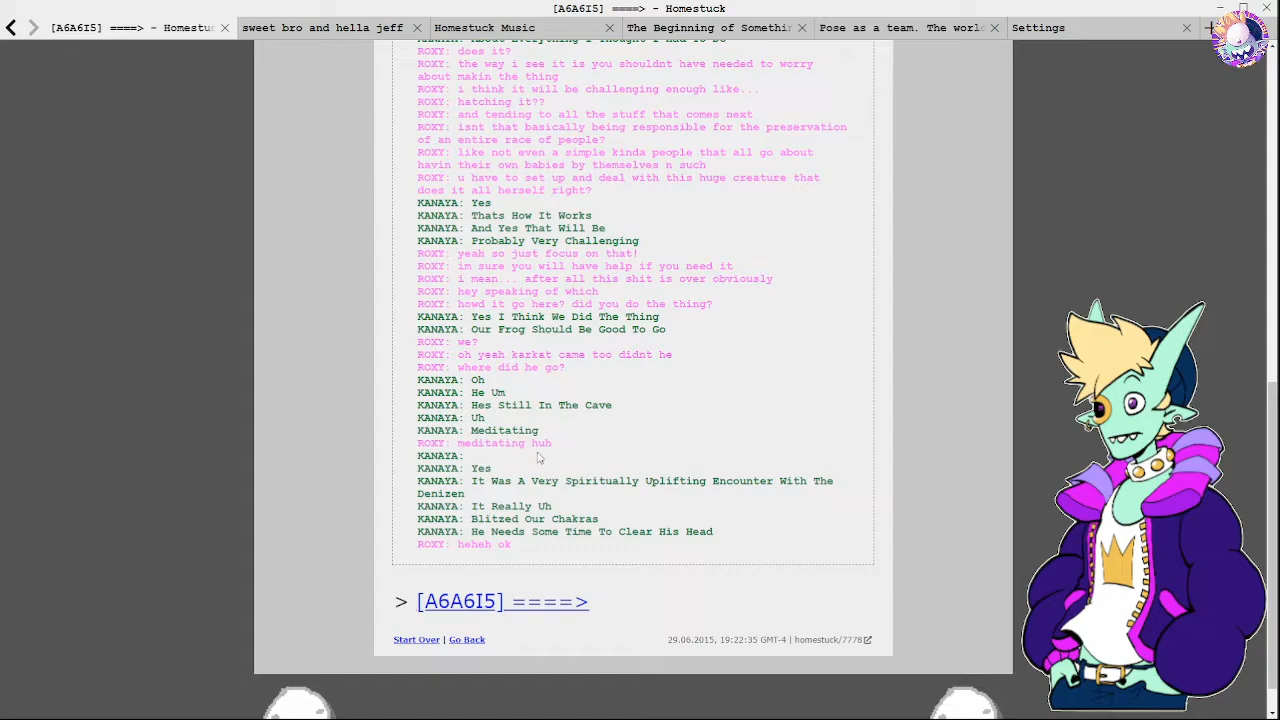 [A6A6I5] ====> - Homestuck
[A6A6I5] ====> - Homestuc
sweet bro and hella jeff
Homestuck Music
The Beginning of Somethin
Pose as a team. The worl
Settings
ROXY: does it?
ROXY: the way i see it is you shouldnt have needed to worry
about makin the thing
ROXY: i think it will be challenging enough like...
ROXY: hatching it??
ROXY: and tending to all the stuff that comes next
ROXY: isnt that basically being responsible for the preservation
of an entire race of people?
ROXY: like not even a simple kinda people that all go about
havin their own babies by themselves n such
ROXY: u have to set up and deal with this huge creature that
does it all herself right?
KANAYA: Yes
KANAYA: Thats How It Works
KANAYA: And Yes That Will Be
KANAYA: Probably Very Challenging
ROXY: yeah so just focus on that!
ROXY: im sure you will have help if you need it
ROXY: i mean... after all this shit is over obviously
ROXY: hey speaking of which
ROXY: howd it go here? did you do the thing?
KANAYA: Yes I Think We Did The Thing
KANAYA: Our Frog Should Be Good To Go
ROXY: we?
ROXY: oh yeah karkat came too didnt he
ROXY: where did he go?
KANAYA: Oh
KANAYA: He Um
KANAYA: Hes Still In The Cave
KANAYA: Uh
KANAYA: Meditating
ROXY: meditating huh
KANAYA:
KANAYA: Yes
KANAYA: It Was A Very Spiritually Uplifting Encounter With The
Denizen
KANAYA: It Really Uh
KANAYA: Blitzed Our Chakras
KANAYA: He Needs Some Time To Clear His Head
ROXY: heheh ok
> [A6A6I5] ====>
Start Over | Go Back
29.06.2015, 19:22:35 GMT-4 | homestuck/7778